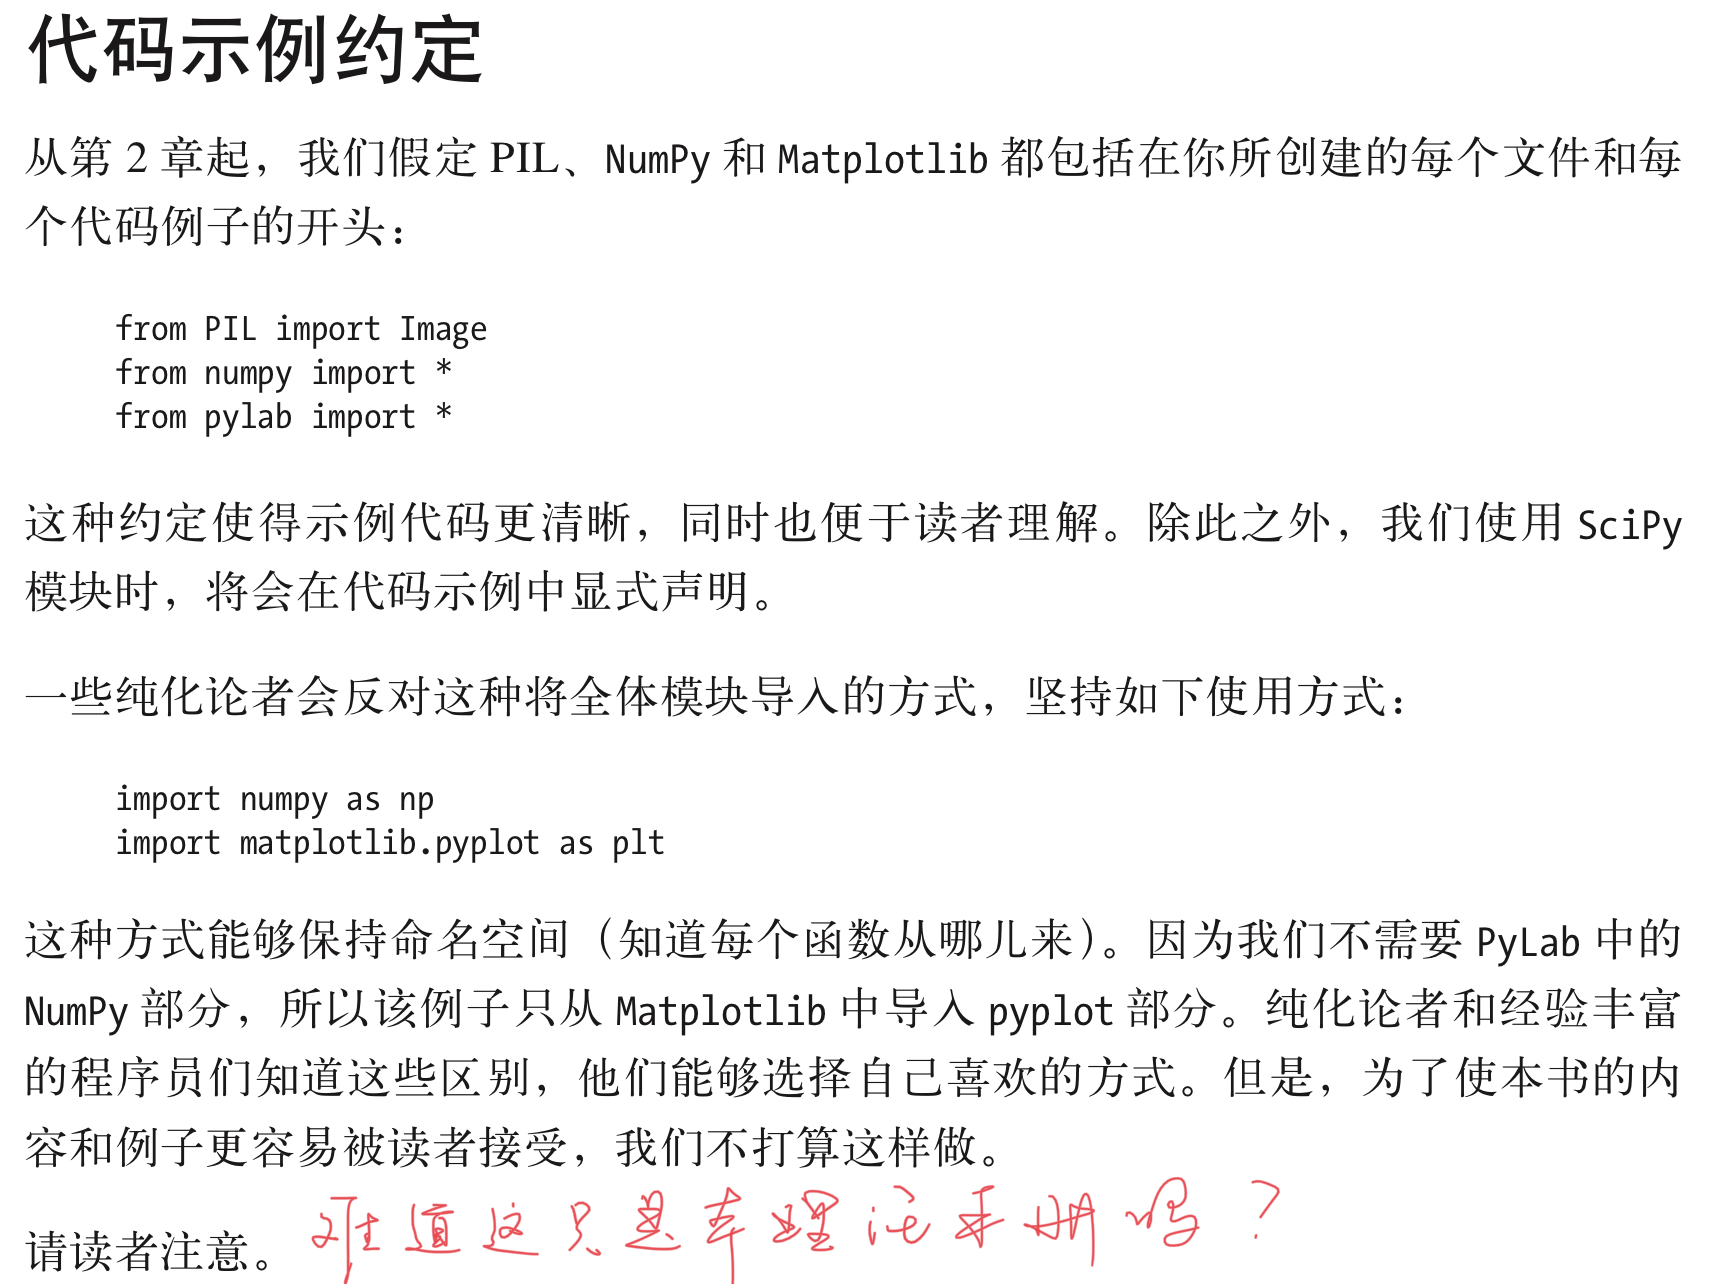 代码示例约定
从第 2 章起，我们假定 PIL、NumPy 和 Matplotlib 都包括在你所创建的每个文件和每
个代码例子的开头：
from PIL import Image
from numpy import *
from pylab import *
这种约定使得示例代码更清晰，同时也便于读者理解。除此之外，我们使用 SciPy
模块时，将会在代码示例中显式声明。
一些纯化论者会反对这种将全体模块导入的方式，坚持如下使用方式：
import numpy as np
import matplotlib.pyplot as plt
这种方式能够保持命名空间（知道每个函数从哪儿来）。因为我们不需要 PyLab 中的
NumPy 部分，所以该例子只从 Matplotlib 中导入 pyplot 部分。纯化论者和经验丰富
的程序员们知道这些区别，他们能够选择自己喜欢的方式。但是，为了使本书的内
容和例子更容易被读者接受，我们不打算这样做。
请读者注意。 难道这只是本理论手册吗？